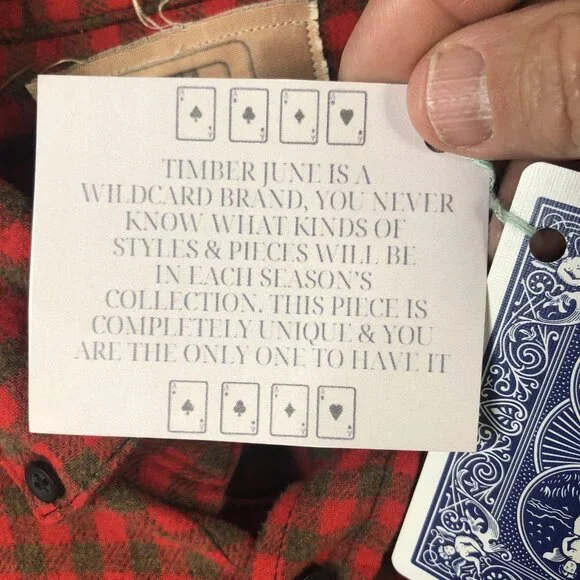 TIMBER JUNE IS A
WILDCARD BRAND, YOU NEVER
KNOW WHAT KINDS OF
STYLES & PIECES WILL BE
IN EACH SEASON'S
COLLECTION. THIS PIECE IS
COMPLETELY UNIQUE & YOU
ARE THE ONLY ONE TO HAVE IT